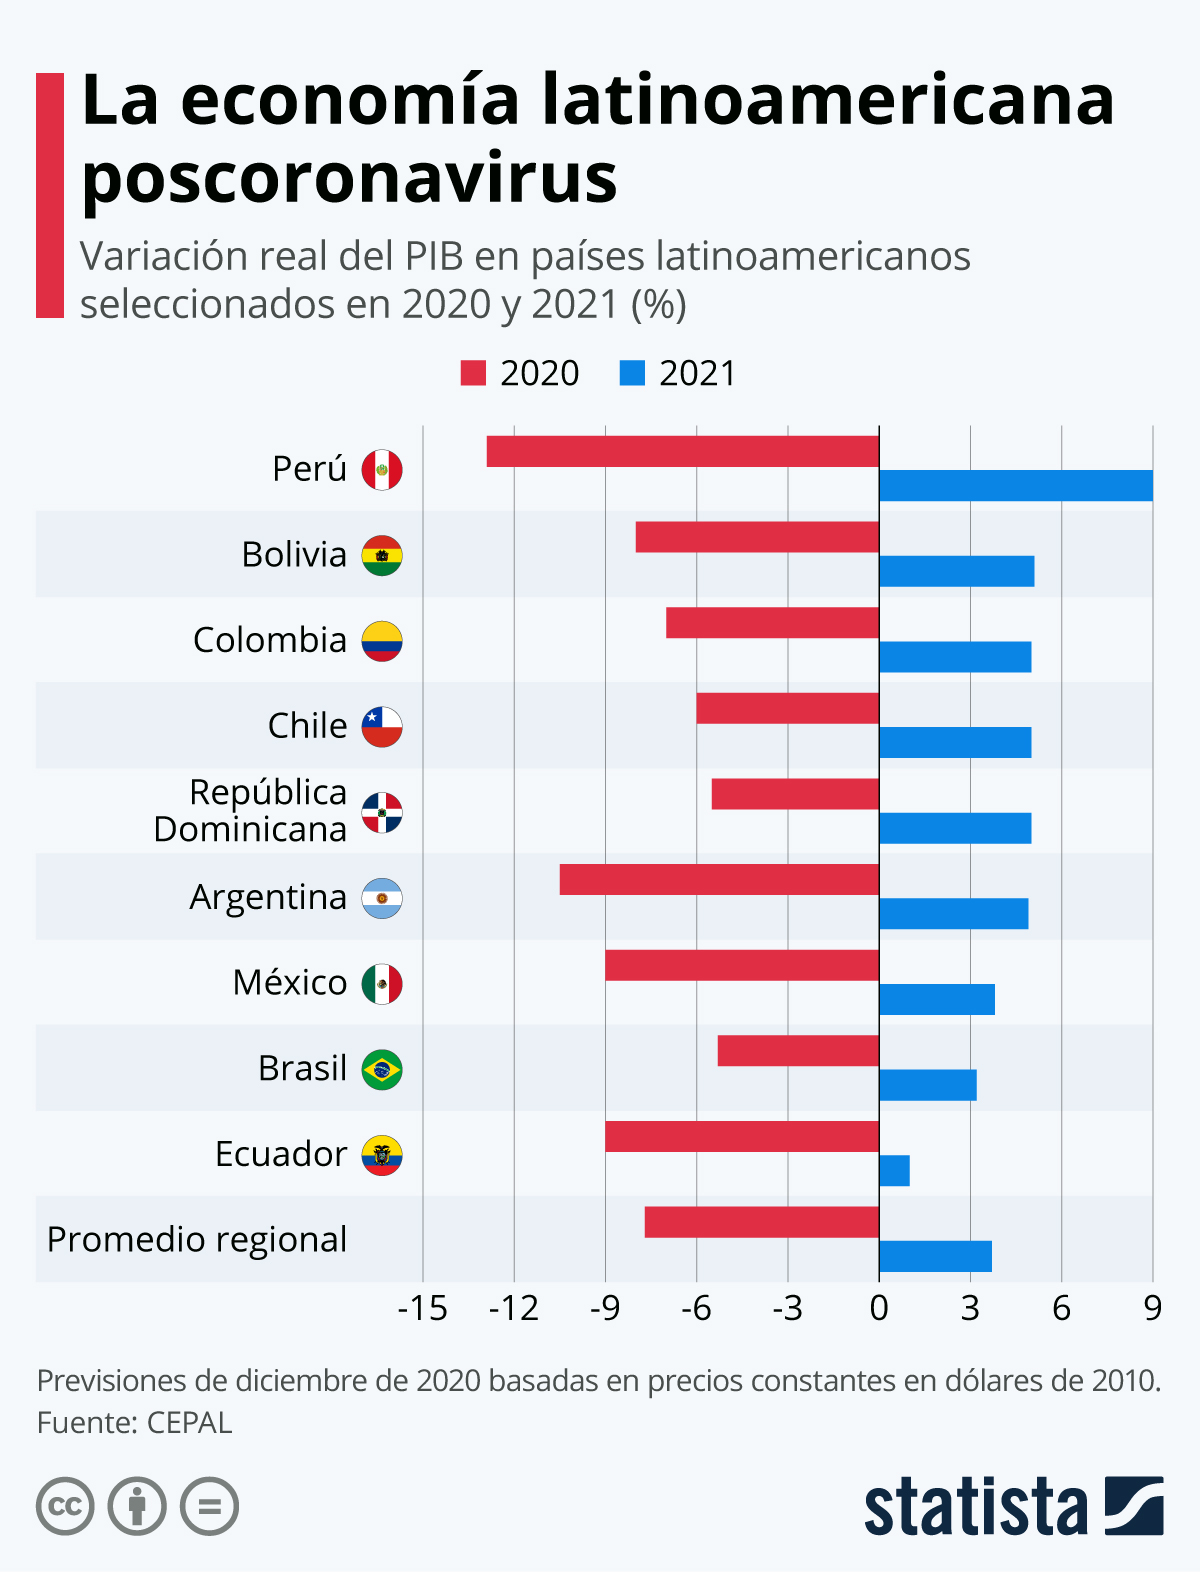 La economía latinoamericana
poscoronavirus
Variación real del PIB en países latinoamericanos
seleccionados en 2020 y 2021 (%)
2020 2021
Perú
Bolivia
Colombia
Chile
República
Dominicana
Argentina
México
Brasil
Ecuador
Promedio regional
-15 -12 -9 -6 -3 0 3 6 9
Previsiones de diciembre de 2020 basadas en precios constantes en dólares de 2010.
Fuente: CEPAL
cc =
statista